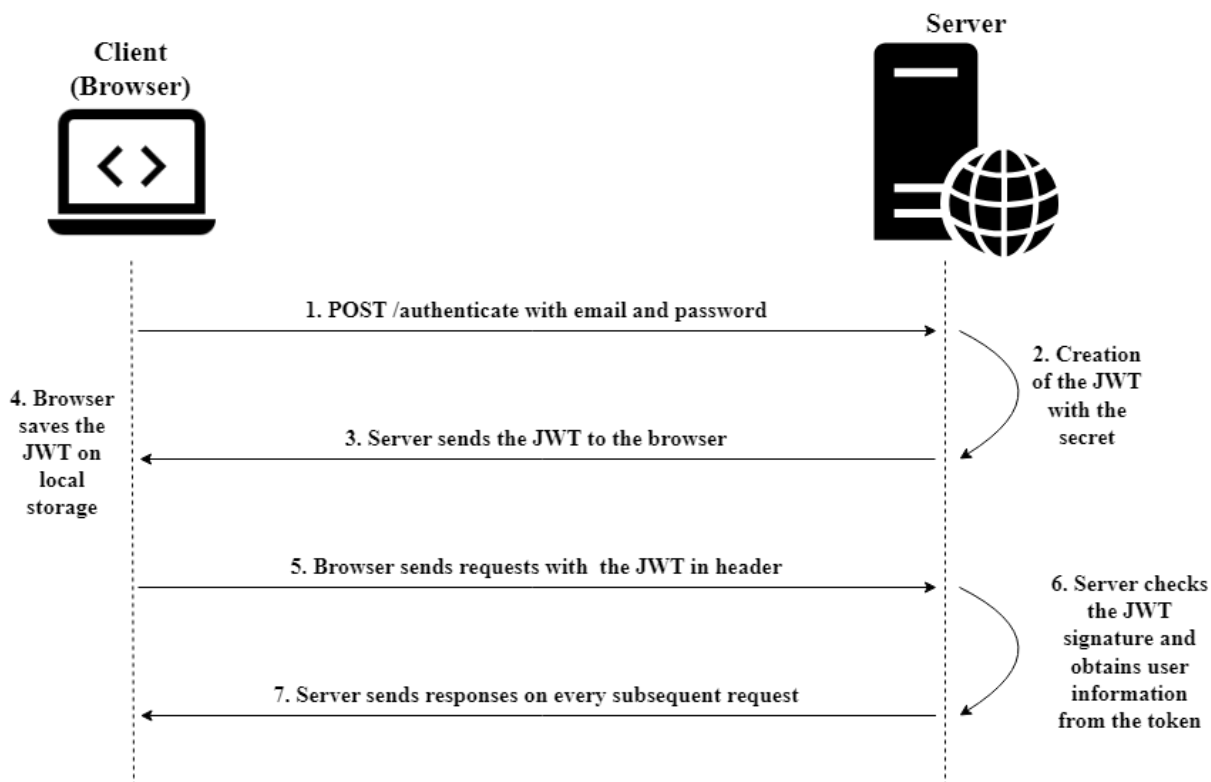 Client
(Browser)
Server
1. POST /authenticate with email and password
2. Creation
of the JWT
with the
secret
3. Server sends the JWT to the browser
4. Browser
saves the
JWT on
local
storage
5. Browser sends requests with  the JWT in header
6. Server checks
the JWT
signature and
obtains user
information
from the token
7. Server sends responses on every subsequent request